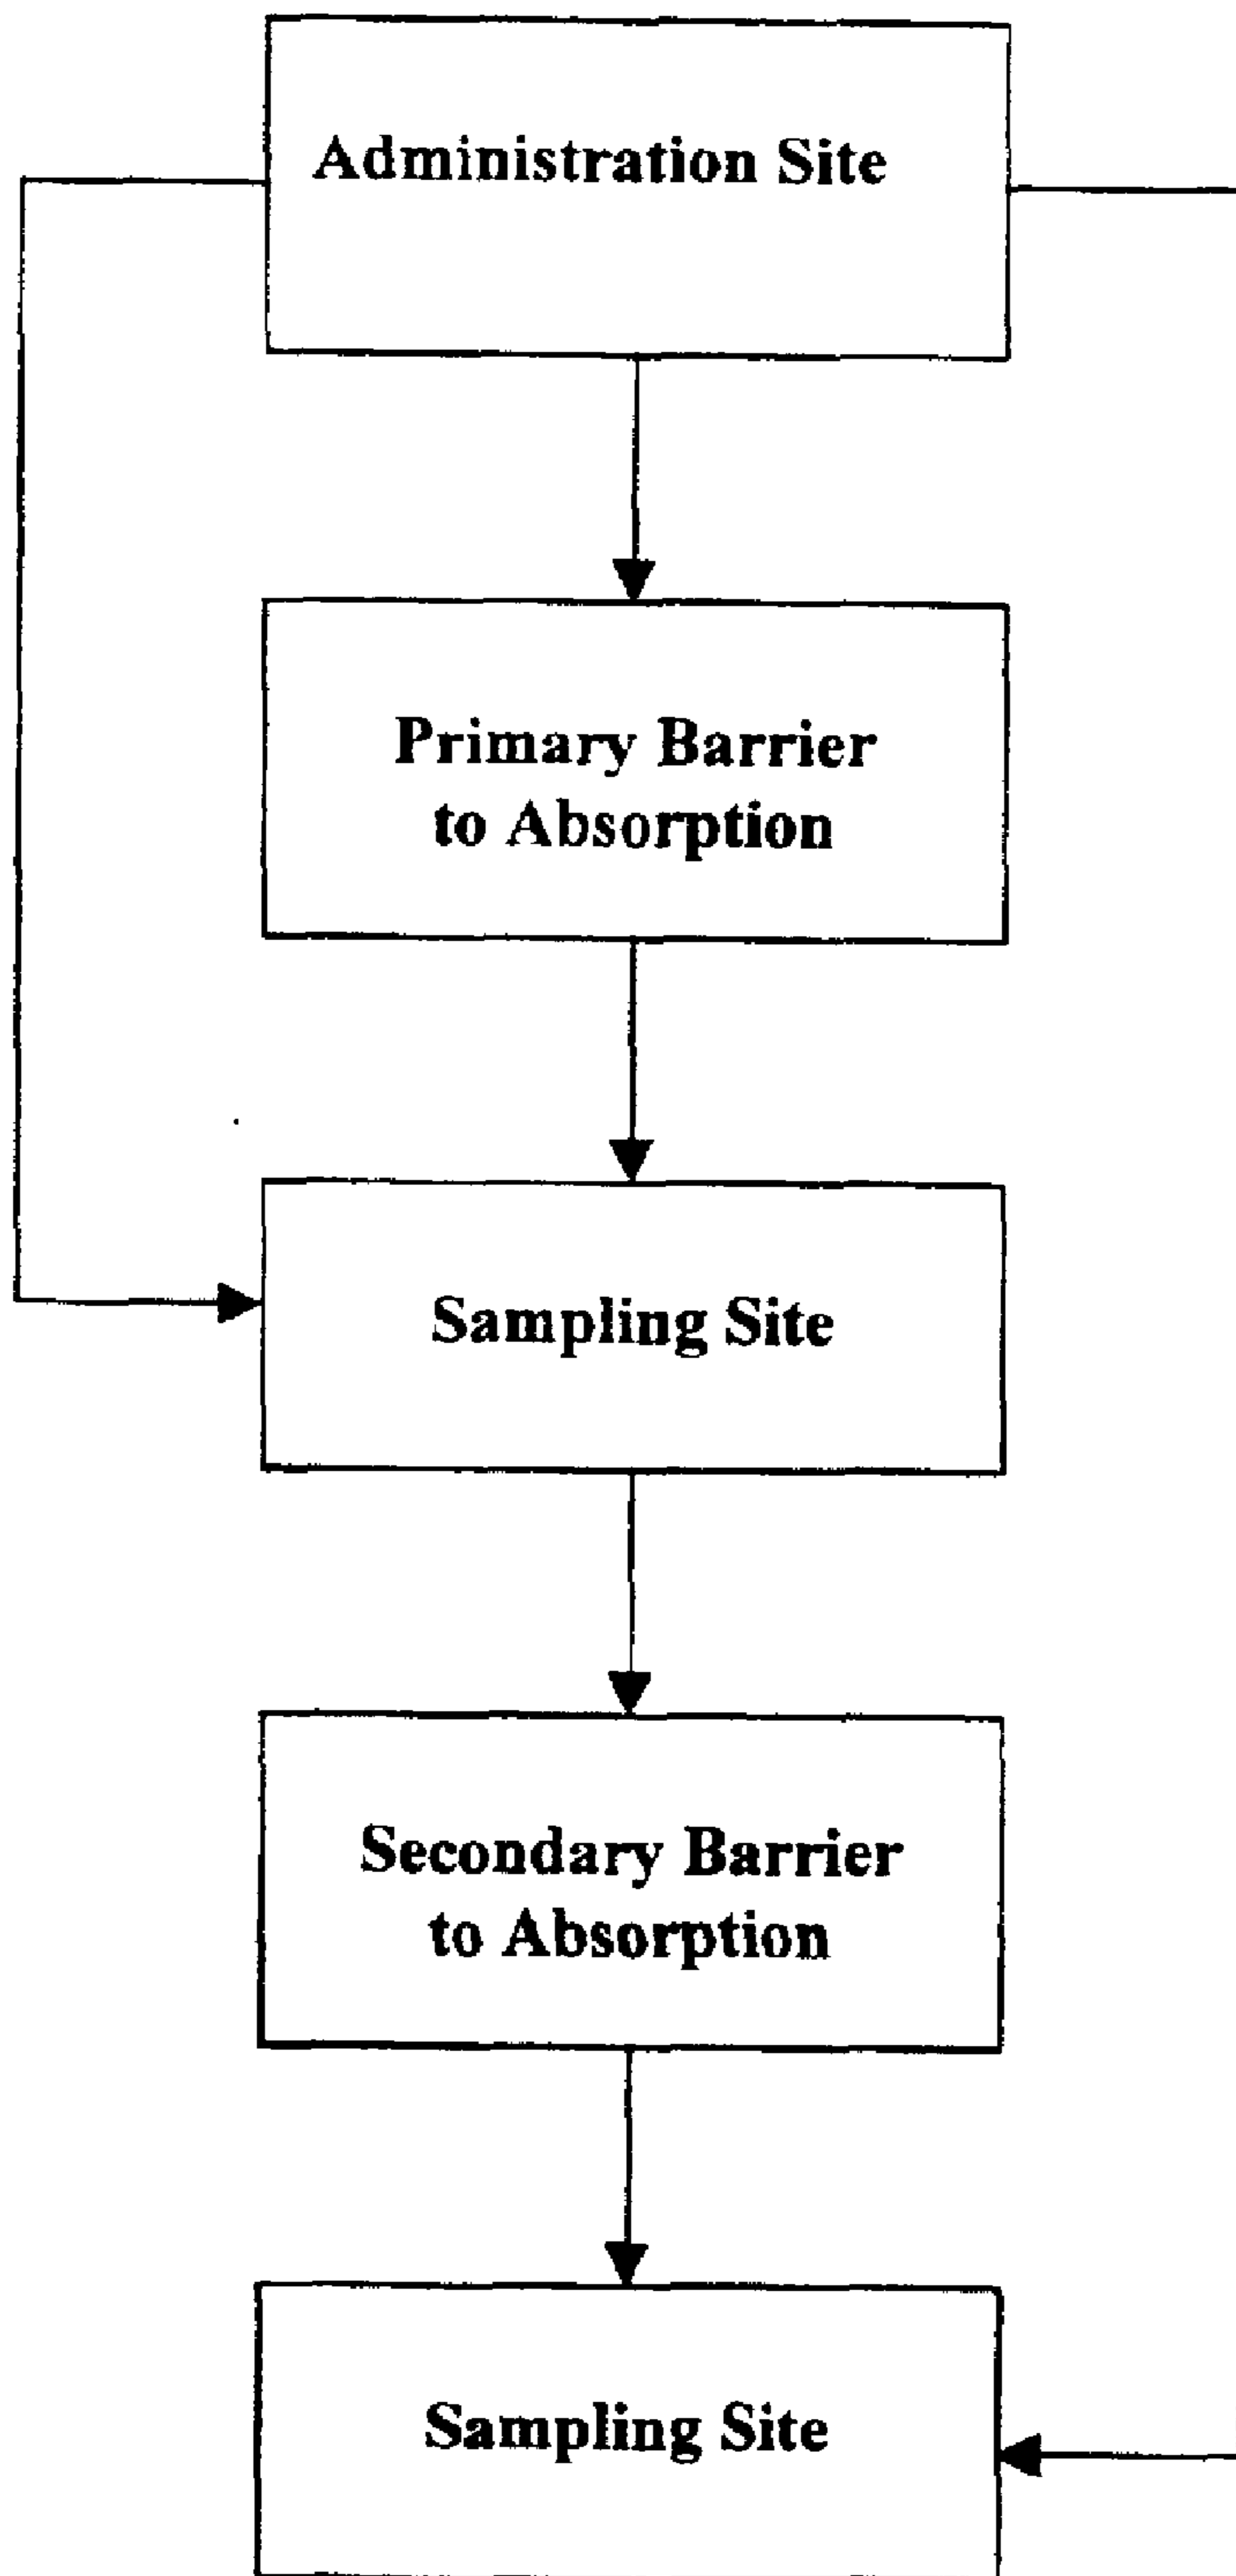 Administration Site
Primary Barrier
to Absorption
Sampling Site
Secondary Barrier
to Absorption
Sampling Site